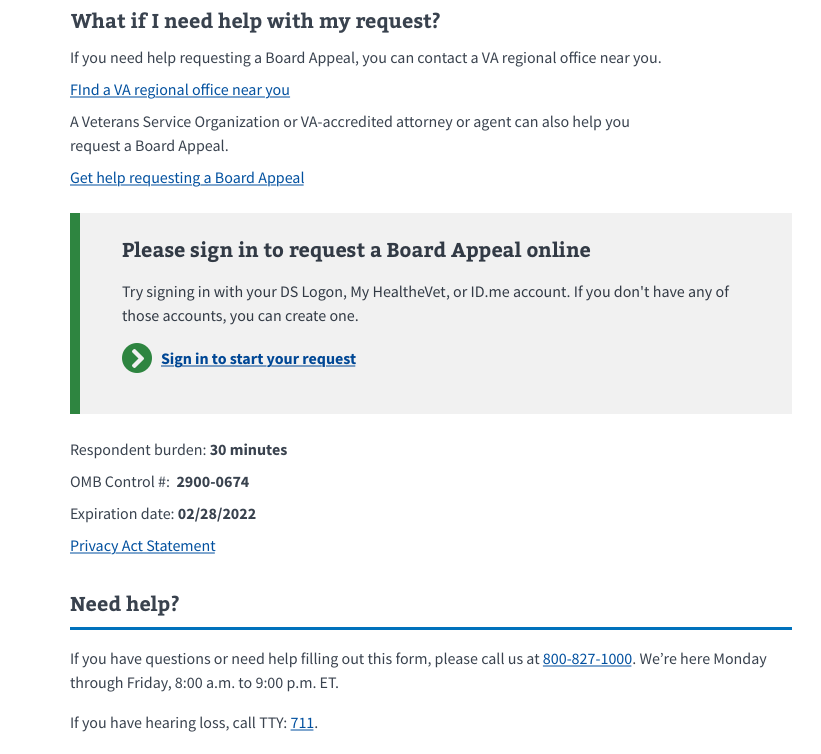 What if I need help with my request?
If you need help requesting a Board Appeal, you can contact a VA regional office near you.
FInd a VA regional office near you
A Veterans Service Organization or VA-accredited attorney or agent can also help you
request a Board Appeal.
Get help requesting a Board Appeal
Please sign in to request a Board Appeal online
Try signing in with your DS Logon, My HealtheVet, or ID.me account. If you don't have any of
those accounts, you can create one.
Sign in to start your request
Respondent burden: 30 minutes
OMB Control #: 2900-0674
Expiration date: 02/28/2022
Privacy Act Statement
Need help?
If you have questions or need help filling out this form, please call us at 800-827-1000. We’re here Monday
through Friday, 8:00 a.m. to 9:00 p.m. ET.
If you have hearing loss, call TTY: 711.